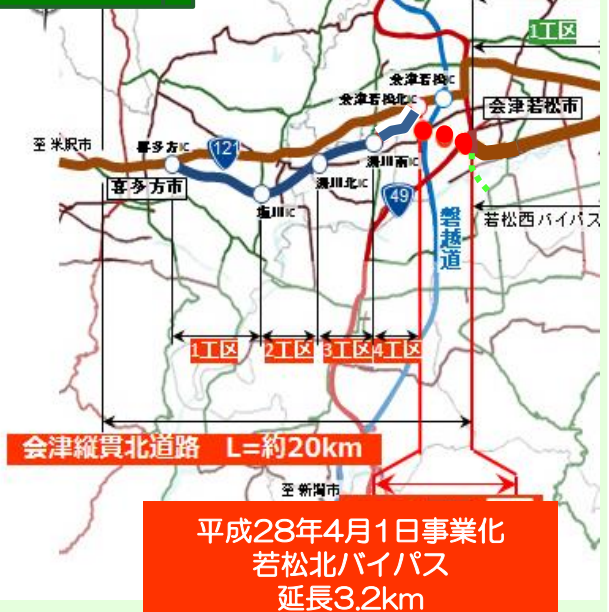 1工区
会津若松IC
会津若松北IC
会津若松市
至 米沢市
喜多方IC
121
湯川南IC
喜多方市
湯川北IC
49
塩川IC
若松西バイパス
磐越道
1工区
2工区
3工区
4工区
会津縦貫北道路 L=約20km
至 新潟市
平成28年4月1日事業化
若松北バイパス
延長3.2km